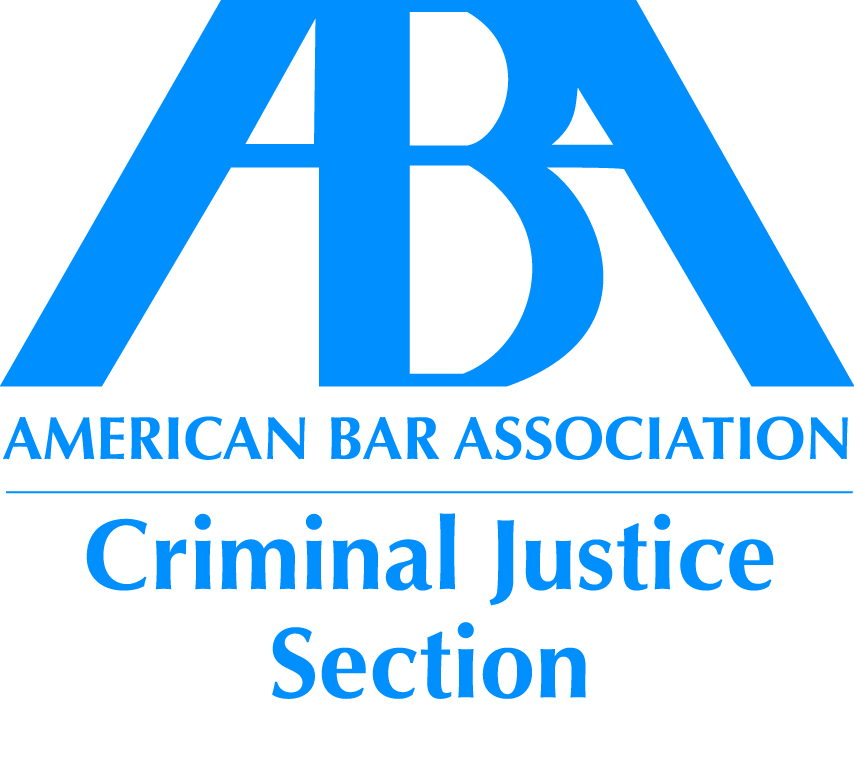 ABA
AMERICAN BAR ASSOCIATION
Criminal Justice
Section